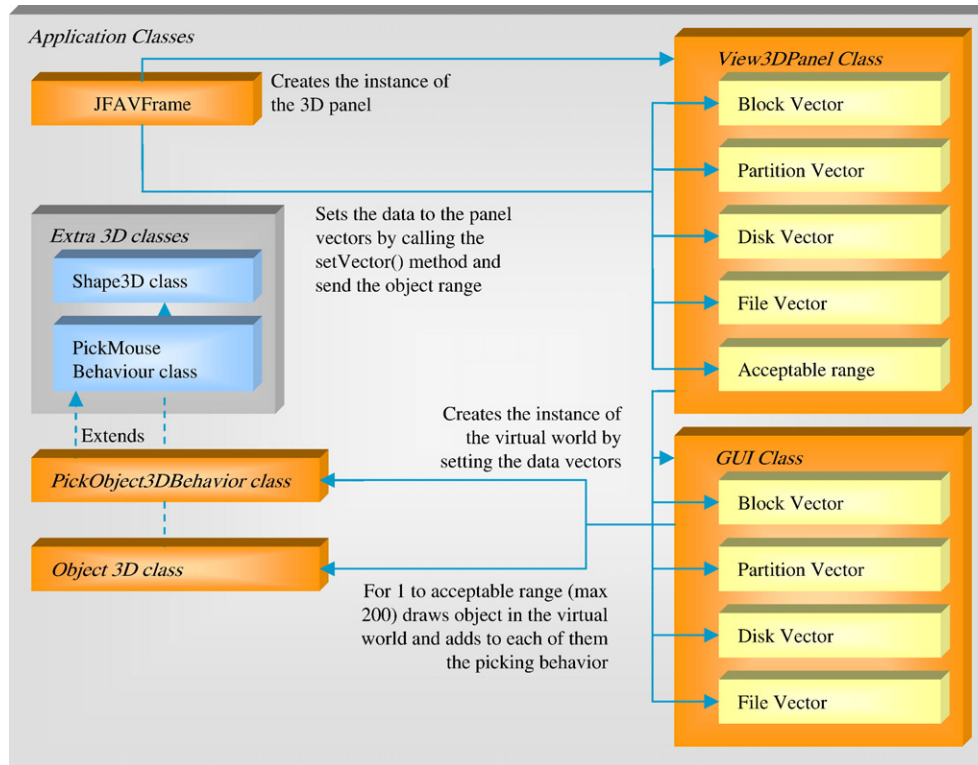 Application Classes
JFAVFrame
Creates the instance of
the 3D panel
View3DPanel Class
Block Vector
Partition Vector
Disk Vector
File Vector
Acceptable range
Sets the data to the panel
vectors by calling the
setVector() method and
send the object range
Extra 3D classes
Shape3D class
PickMouse
Behaviour class
Extends
Creates the instance of
the virtual world by
setting the data vectors
PickObject3DBehavior class
Object 3D class
For 1 to acceptable range (max
200) draws object in the virtual
world and adds to each of them
the picking behavior
GUI Class
Block Vector
Partition Vector
Disk Vector
File Vector